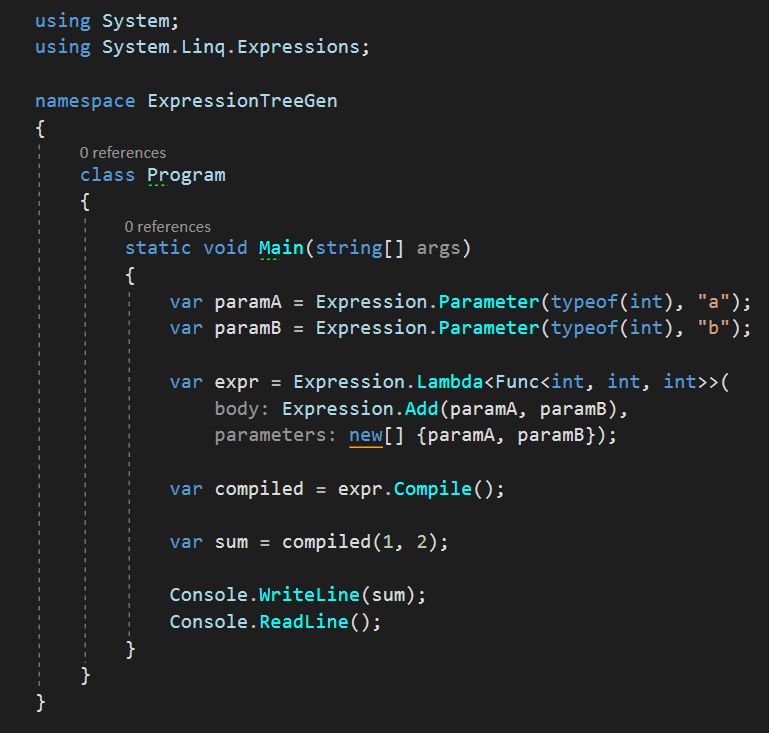 using System;
using System.Linq.Expressions;
namespace ExpressionTreeGen
{
0 references
class Program
{
0 references
static void Main(string[] args)
{
var paramA = Expression.Parameter(typeof(int), "a");
var paramB = Expression.Parameter(typeof(int), "b");
var expr = Expression.Lambda<Func<int, int, int>>(
body: Expression.Add(paramA, paramB),
parameters: new[] {paramA, paramB});
var compiled = expr.Compile();
var sum = compiled(1, 2);
Console.WriteLine(sum);
Console.ReadLine();
}
}
}